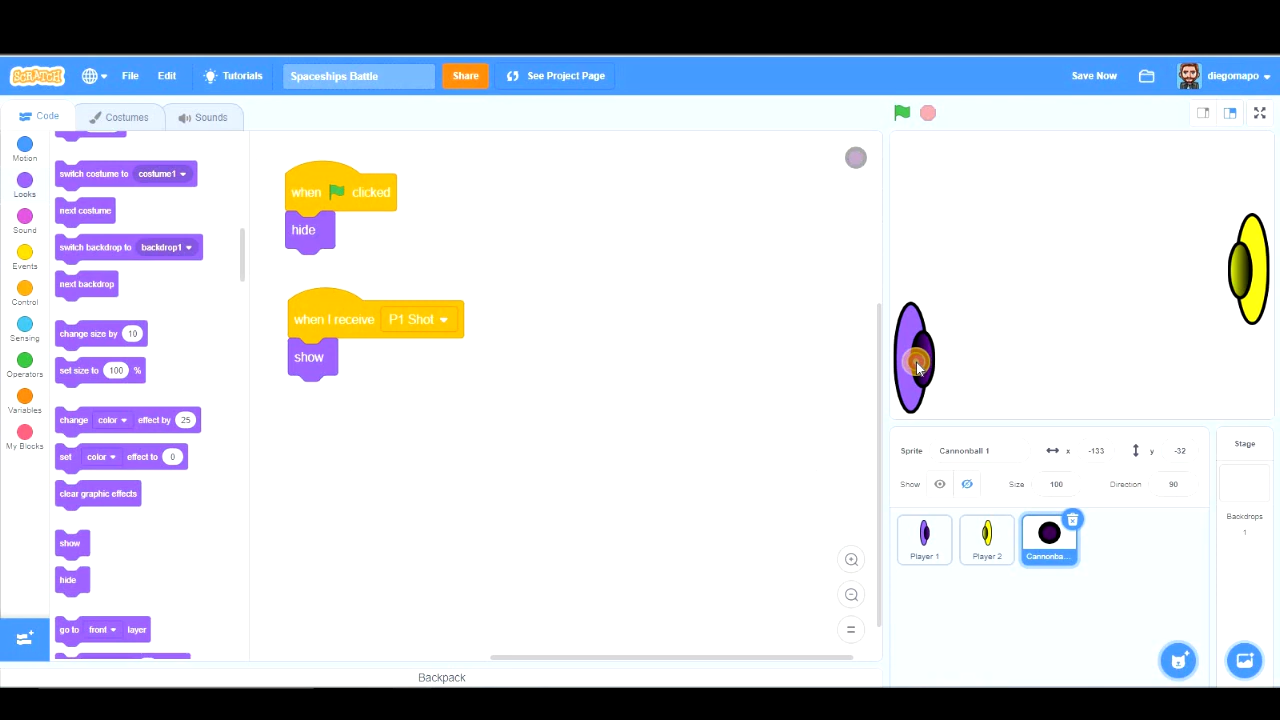 SCRATCH File Edit Tutorials Spaceships Battle Share See Project Page Save Now diegomapo
Code Costumes Sounds
Motion
Looks
Sound
Events
Control
Sensing
Operators
Variables
My Blocks
switch costume to costume1
next costume
switch backdrop to backdrop1
next backdrop
change size by 10
set size to 100 %
change color effect by 25
set color effect to 0
clear graphic effects
show
hide
go to front layer
when clicked
hide
when I receive P1 Shot
show
Backpack
Sprite Cannonball 1 x -133 y -32
Show Size 100 Direction 90
Player 1 Player 2 Cannonba...
Stage
Backdrops
1